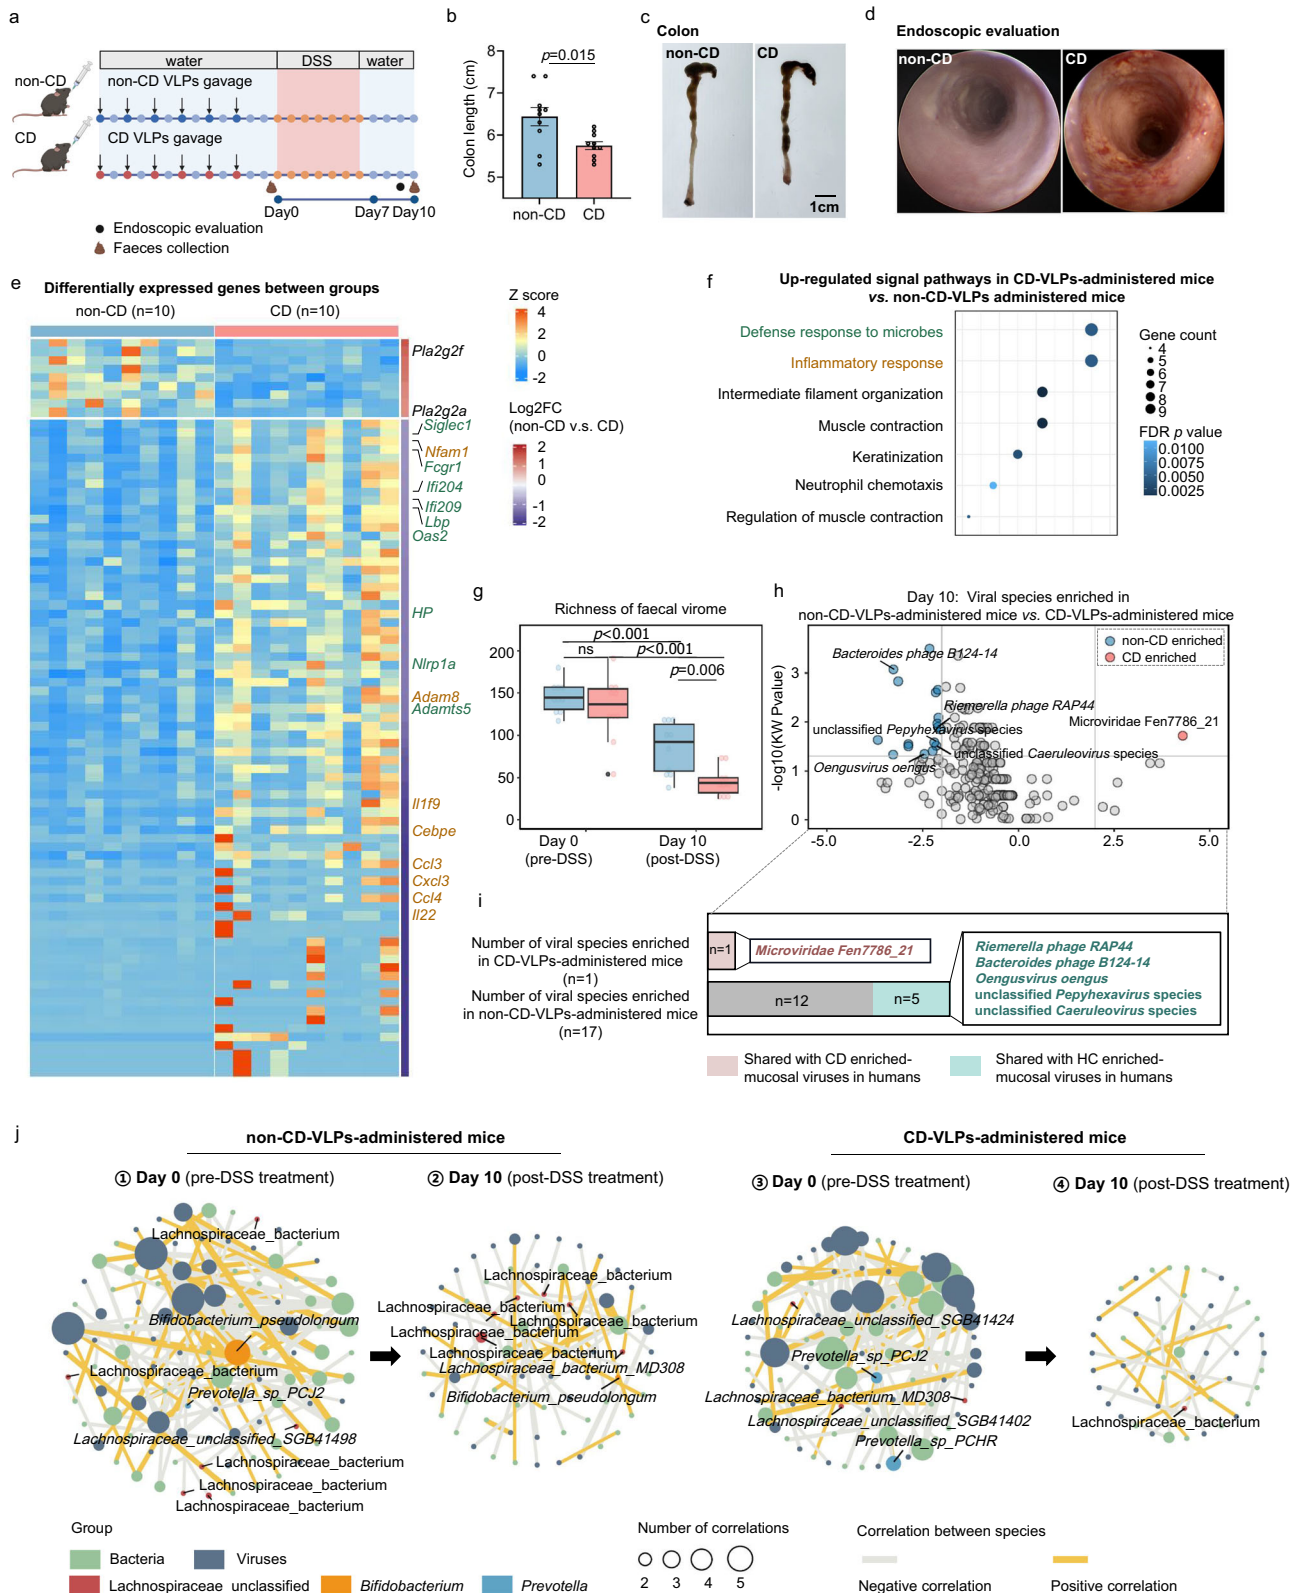 a
water
DSS
water
non-CD
non-CD VLPs gavage
CD
CD VLPs gavage
Day0
Day7
Day10
Endoscopic evaluation
Faeces collection
b
p=0.015
Colon length (cm)
8
7
6
5
non-CD
CD
c
Colon
non-CD
CD
1cm
d
Endoscopic evaluation
non-CD
CD
e
Differentially expressed genes between groups
non-CD (n=10)
CD (n=10)
Pla2g2f
Pla2g2a
Siglec1
Nfam1
Fcgr1
Ifi204
Ifi209
Lbp
Oas2
HP
Nlrp1a
Adam8
Adamts5
Il1f9
Cebpe
Ccl3
Cxcl3
Ccl4
Il22
Z score
4
2
0
-2
Log2FC
(non-CD v.s. CD)
2
1
0
-1
-2
f
Up-regulated signal pathways in CD-VLPs-administered mice
vs. non-CD-VLPs administered mice
Defense response to microbes
Inflammatory response
Intermediate filament organization
Muscle contraction
Keratinization
Neutrophil chemotaxis
Regulation of muscle contraction
Gene count
4
5
6
7
8
9
FDR p value
0.0100
0.0075
0.0050
0.0025
g
Richness of faecal virome
p<0.001
ns
p<0.001
p=0.006
200
150
100
50
0
Day 0
(pre-DSS)
Day 10
(post-DSS)
h
Day 10: Viral species enriched in
non-CD-VLPs-administered mice vs. CD-VLPs-administered mice
non-CD enriched
CD enriched
Bacteroides phage B124-14
Riemerella phage RAP44
Microviridae Fen7786_21
unclassified Pepyhexavirus species
unclassified Caeruleovirus species
Oengusvirus oengus
-log10(KW Pvalue)
3
2
1
0
-5.0
-2.5
0.0
2.5
5.0
i
Number of viral species enriched
in CD-VLPs-administered mice
(n=1)
Number of viral species enriched
in non-CD-VLPs-administered mice
(n=17)
n=1
Microviridae Fen7786_21
n=12
n=5
Riemerella phage RAP44
Bacteroides phage B124-14
Oengusvirus oengus
unclassified Pepyhexavirus species
unclassified Caeruleovirus species
Shared with CD enriched-
mucosal viruses in humans
Shared with HC enriched-
mucosal viruses in humans
j
non-CD-VLPs-administered mice
CD-VLPs-administered mice
① Day 0 (pre-DSS treatment)
② Day 10 (post-DSS treatment)
③ Day 0 (pre-DSS treatment)
④ Day 10 (post-DSS treatment)
Lachnospiraceae_bacterium
Bifidobacterium_pseudolongum
Lachnospiraceae_bacterium
Prevotella_sp_PCJ2
Lachnospiraceae_unclassified_SGB41498
Lachnospiraceae_bacterium
Lachnospiraceae_bacterium
Lachnospiraceae_bacterium
Lachnospiraceae_bacterium
Lachnospiraceae_bacterium
Lachnospiraceae_bacterium
Lachnospiraceae_bacterium
Lachnospiraceae_bacterium
Lachnospiraceae_bacterium_MD308
Bifidobacterium_pseudolongum
Lachnospiraceae_unclassified_SGB41424
Prevotella_sp_PCJ2
Lachnospiraceae_bacterium_MD308
Lachnospiraceae_unclassified_SGB41402
Prevotella_sp_PCHR
Lachnospiraceae_bacterium
Group
Bacteria
Viruses
Lachnospiraceae unclassified
Bifidobacterium
Prevotella
Number of correlations
2
3
4
5
Correlation between species
Negative correlation
Positive correlation